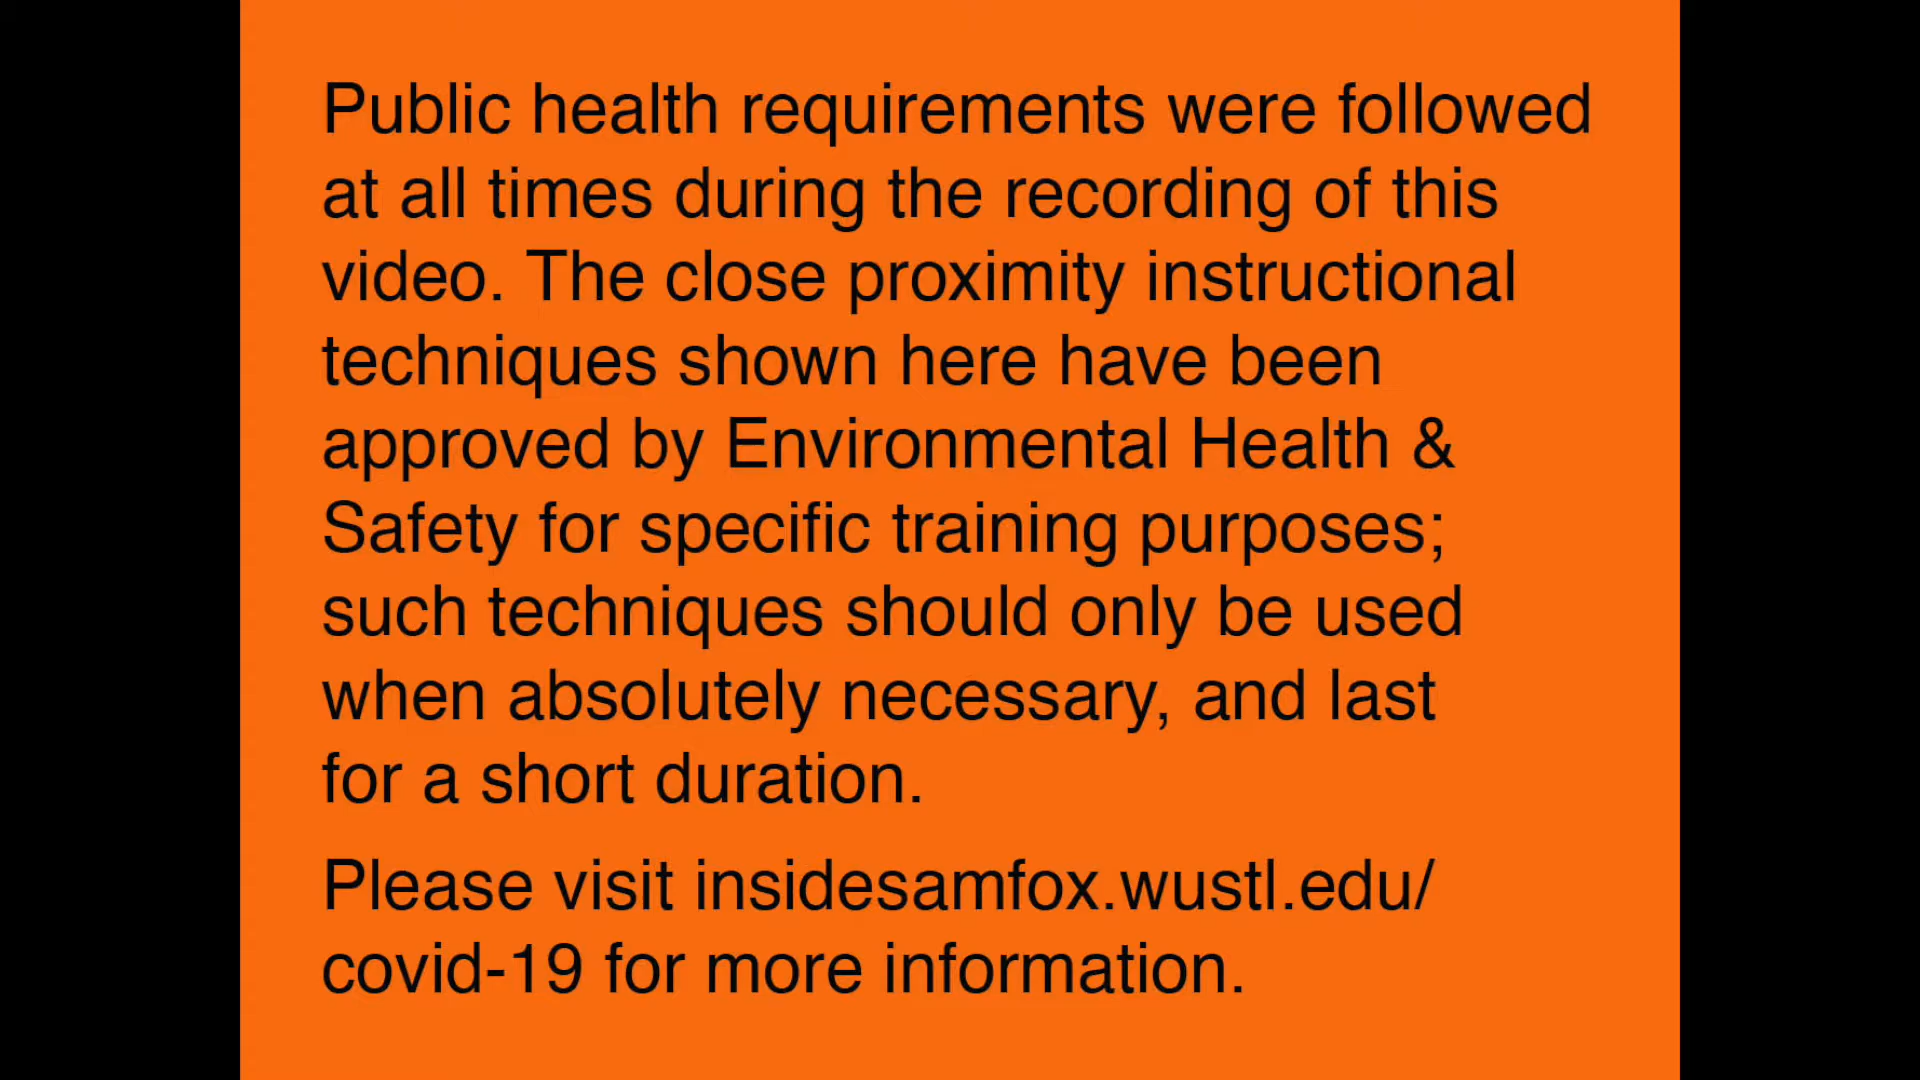 Public health requirements were followed
at all times during the recording of this
video. The close proximity instructional
techniques shown here have been
approved by Environmental Health &
Safety for specific training purposes;
such techniques should only be used
when absolutely necessary, and last
for a short duration.
Please visit insidesamfox.wustl.edu/
covid-19 for more information.